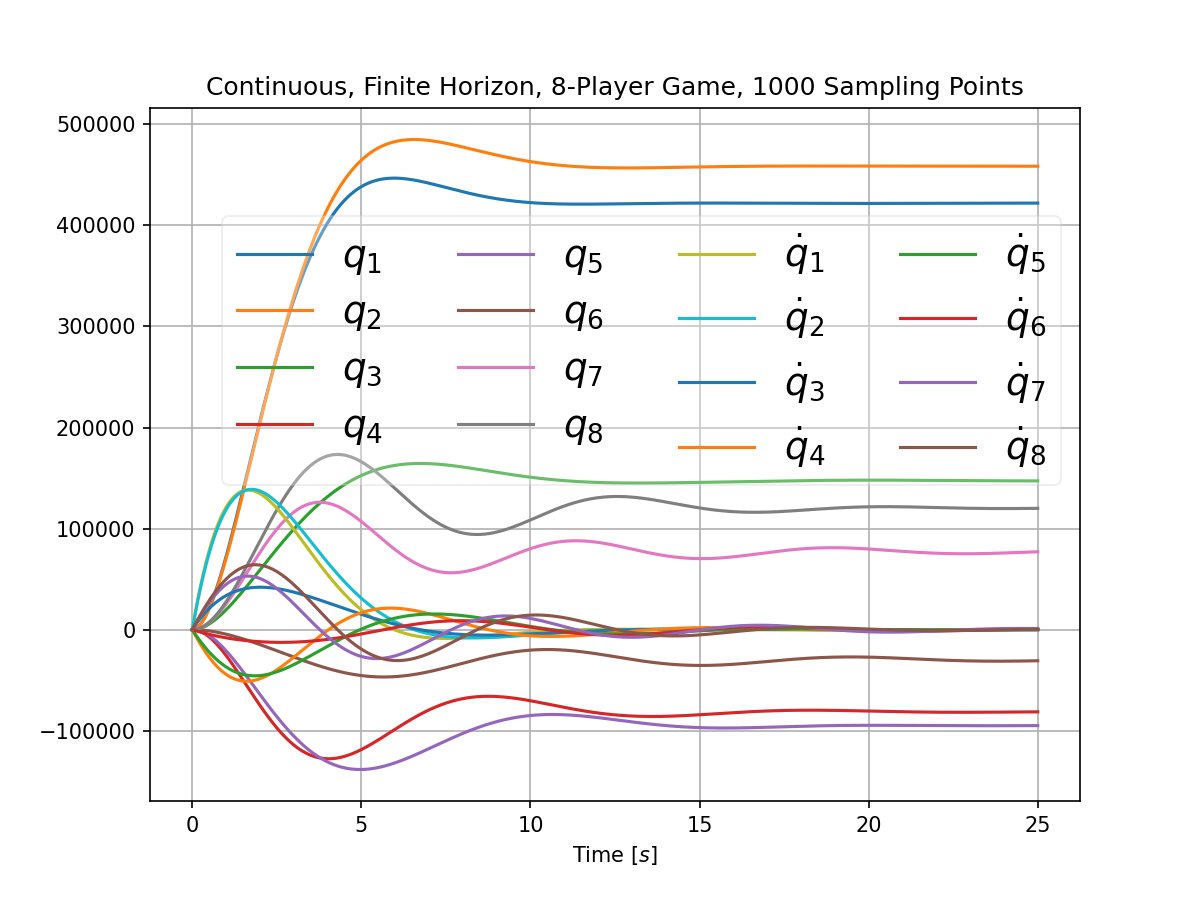 Continuous, Finite Horizon, 8-Player Game, 1000 Sampling Points
500000
400000
300000
200000
100000
0
−100000
q₁ q₅ q̇₁ q̇₅
q₂ q₆ q̇₂ q̇₆
q₃ q₇ q̇₃ q̇₇
q₄ q₈ q̇₄ q̇₈
0 5 10 15 20 25
Time [s]